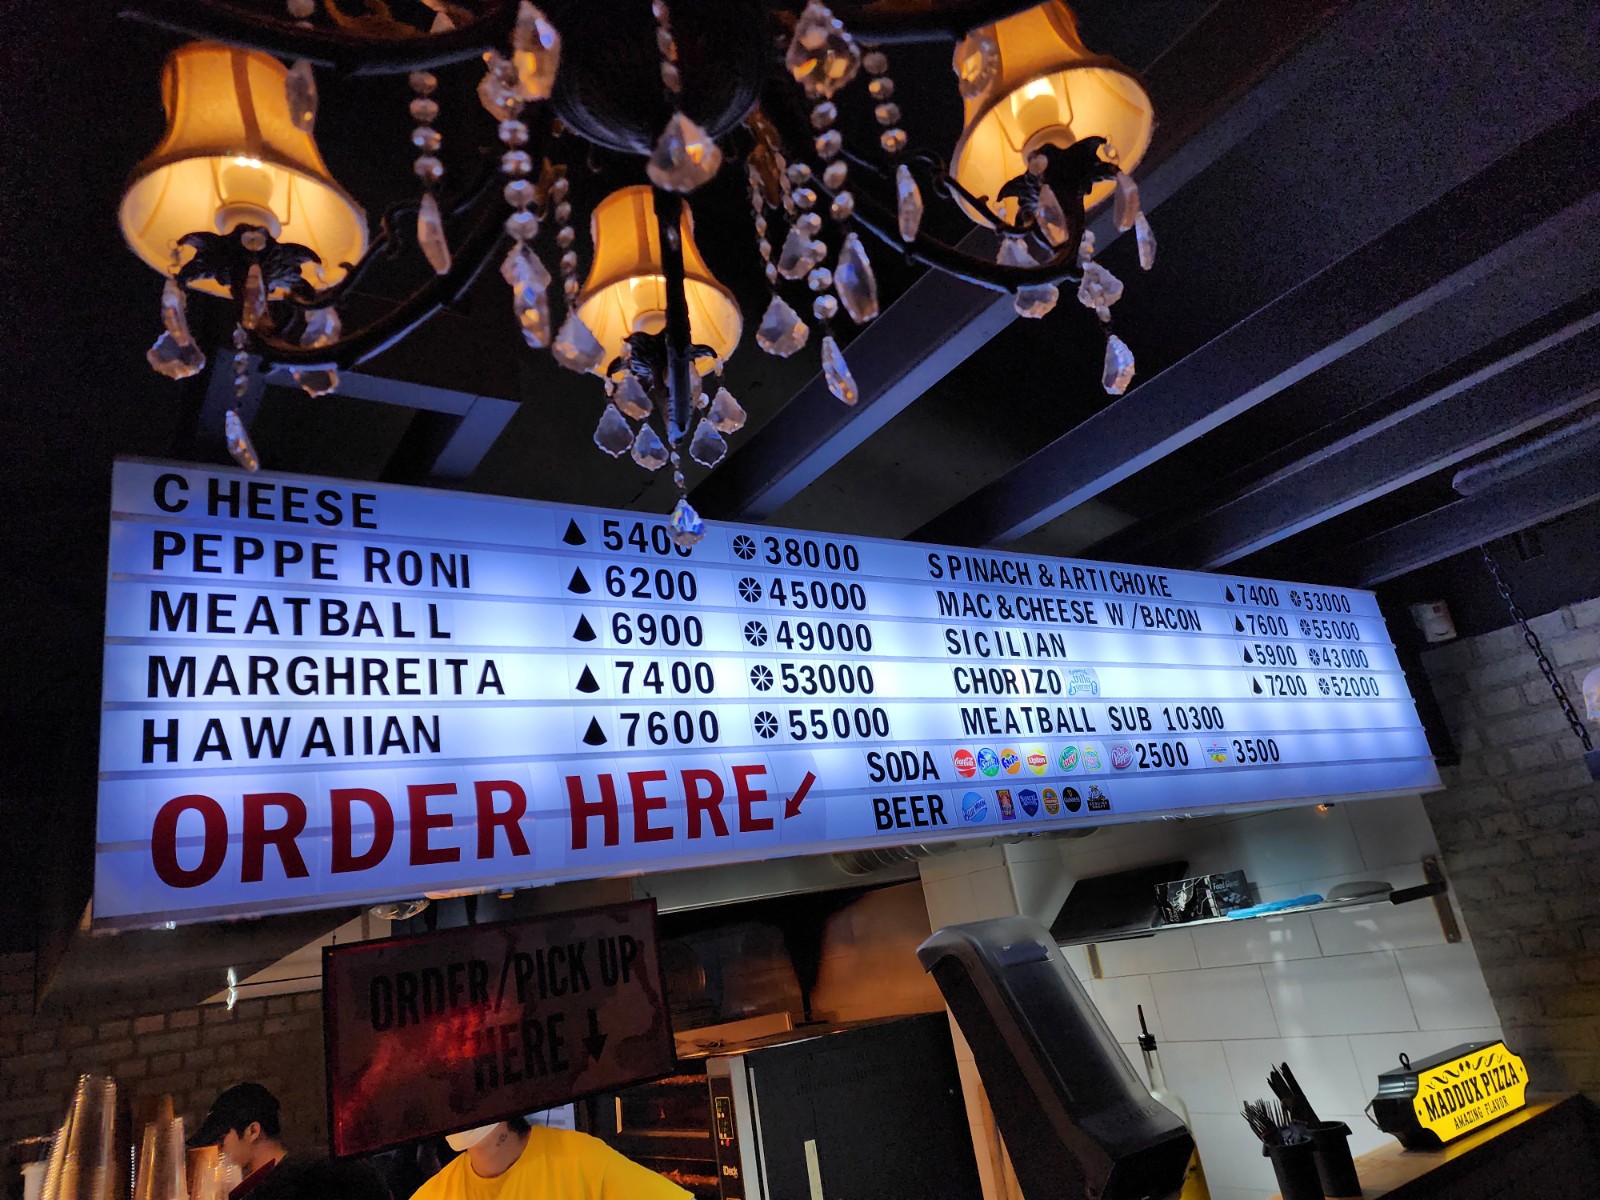 CHEESE 5400 38000
PEPPERONI 6200 45000
MEATBALL 6900 49000
MARGHREITA 7400 53000
HAWAIIAN 7600 55000
ORDER HERE
SPINACH & ARTICHOKE 7400 53000
MAC&CHEESE W/BACON 7600 55000
SICILIAN 5900 43000
CHORIZO 7200 52000
MEATBALL SUB 10300
SODA 2500 3500
BEER
ORDER/PICK UP
HERE
MADDUX PIZZA
AMAZING FLAVOR